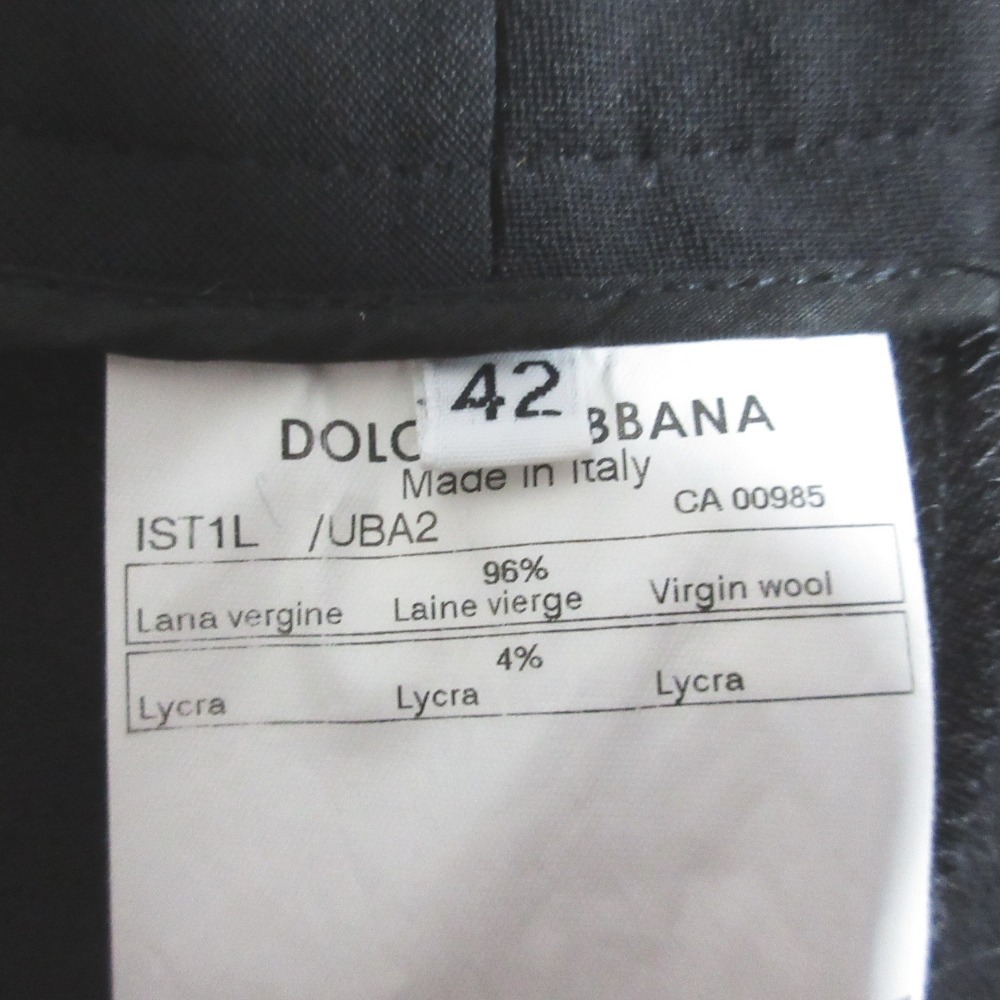 42
DOLC BBANA
Made in Italy
CA 00985
IST1L /UBA2
96%
Lana vergine Laine vierge Virgin wool
4%
Lycra Lycra Lycra